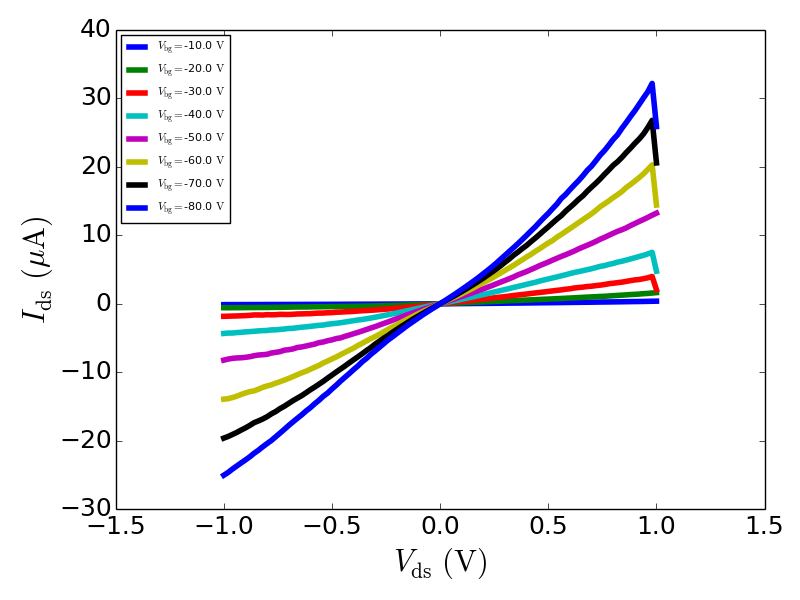 40
30
20
10
0
−10
−20
−30
−1.5
−1.0
−0.5
0.0
0.5
1.0
1.5
V_ds (V)
I_ds (μA)
V_bg = -10.0 V
V_bg = -20.0 V
V_bg = -30.0 V
V_bg = -40.0 V
V_bg = -50.0 V
V_bg = -60.0 V
V_bg = -70.0 V
V_bg = -80.0 V